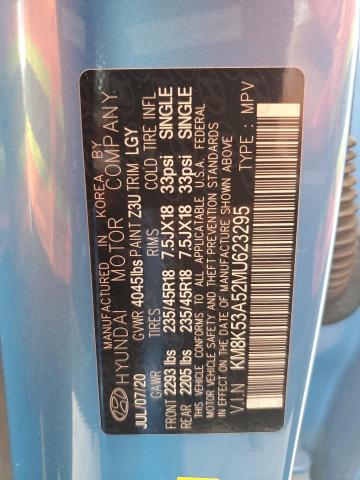 MANUFACTURED IN KOREA BY
HYUNDAI MOTOR COMPANY
JUL/07/20 GVWR 4045lbs PAINT Z3U TRIM LGY
GAWR TIRES RIMS COLD TIRE INFL
FRONT 2293 lbs 235/45R18 7.5JX18 33psi SINGLE
REAR 2205 lbs 235/45R18 7.5JX18 33psi SINGLE
THIS VEHICLE CONFORMS TO ALL APPLICABLE U.S.A FEDERAL
MOTOR VEHICLE SAFETY AND THEFT PREVENTION STANDARDS
IN EFFECT ON THE DATE OF MANUFACTURE SHOWN ABOVE.
V.I.N : KM8K53A52MU623295 TYPE : MPV